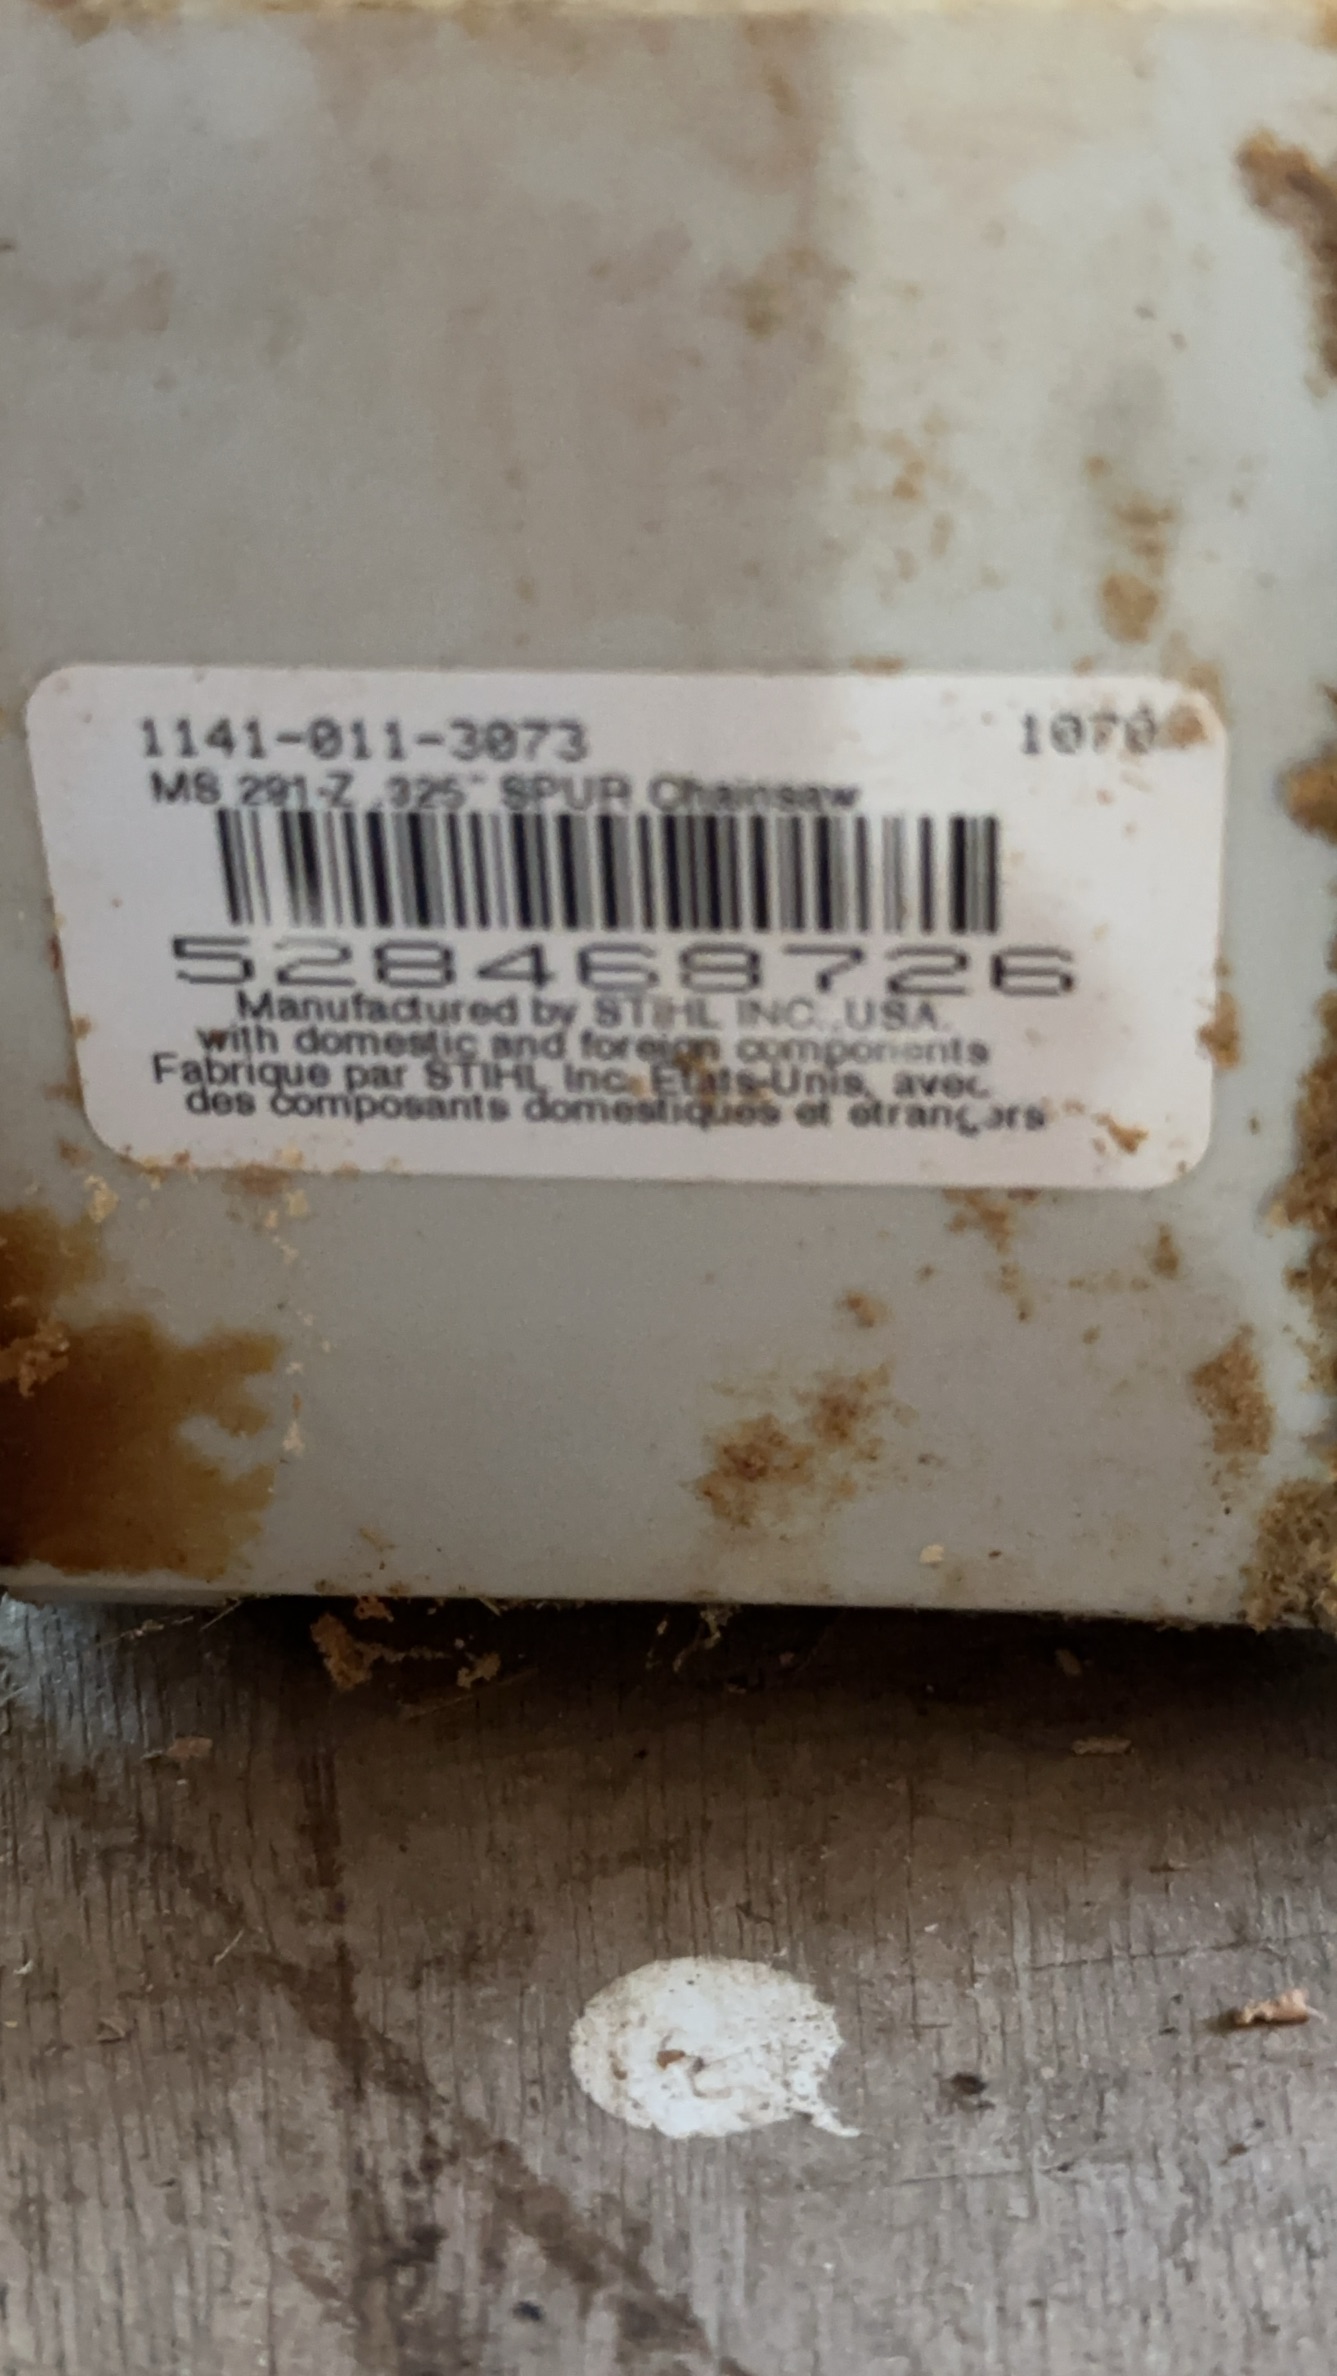 1141-011-3073 1070
MS 291-Z .325" SPUR Chainsaw
528468726
Manufactured by STIHL INC., USA.
with domestic and foreign components
Fabrique par STIHL Inc. Etats-Unis, avec
des composants domestiques et etrangers